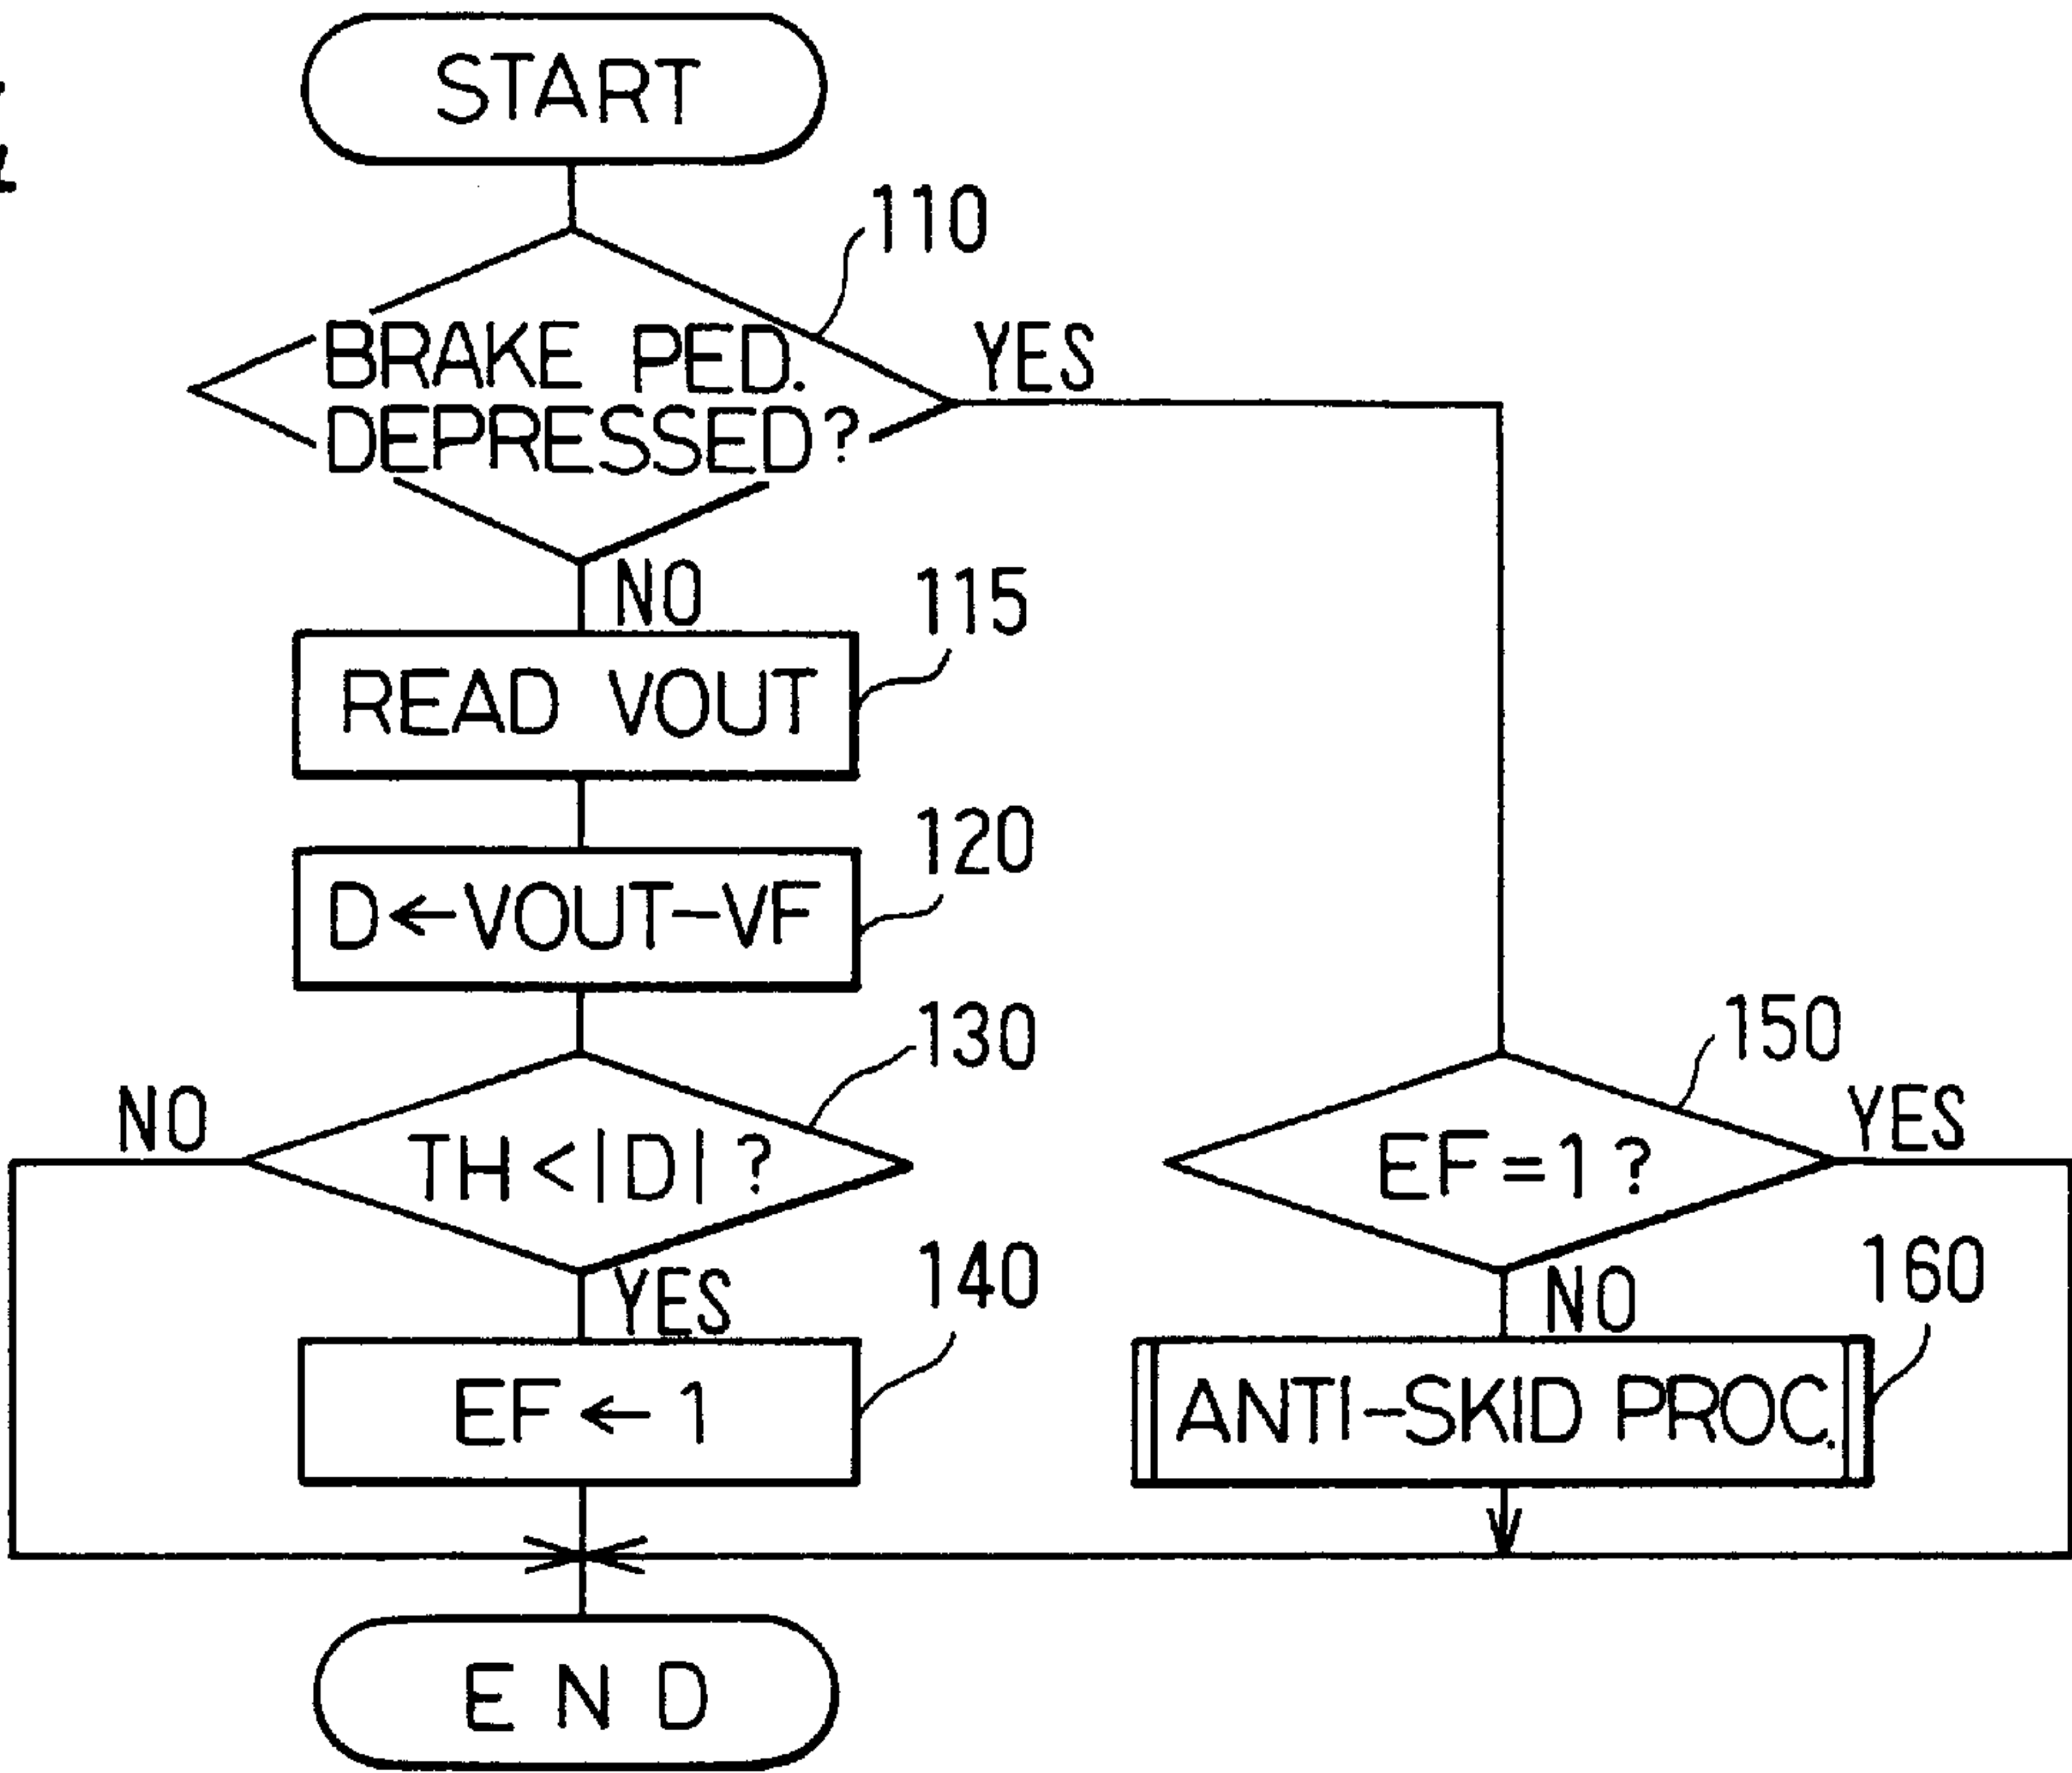 START
110
BRAKE PED.
DEPRESSED?
YES
NO
115
READ VOUT
120
D←VOUT-VF
130
NO
TH<|D|?
YES
140
EF←1
150
EF=1?
YES
NO
160
ANTI-SKID PROC.
END